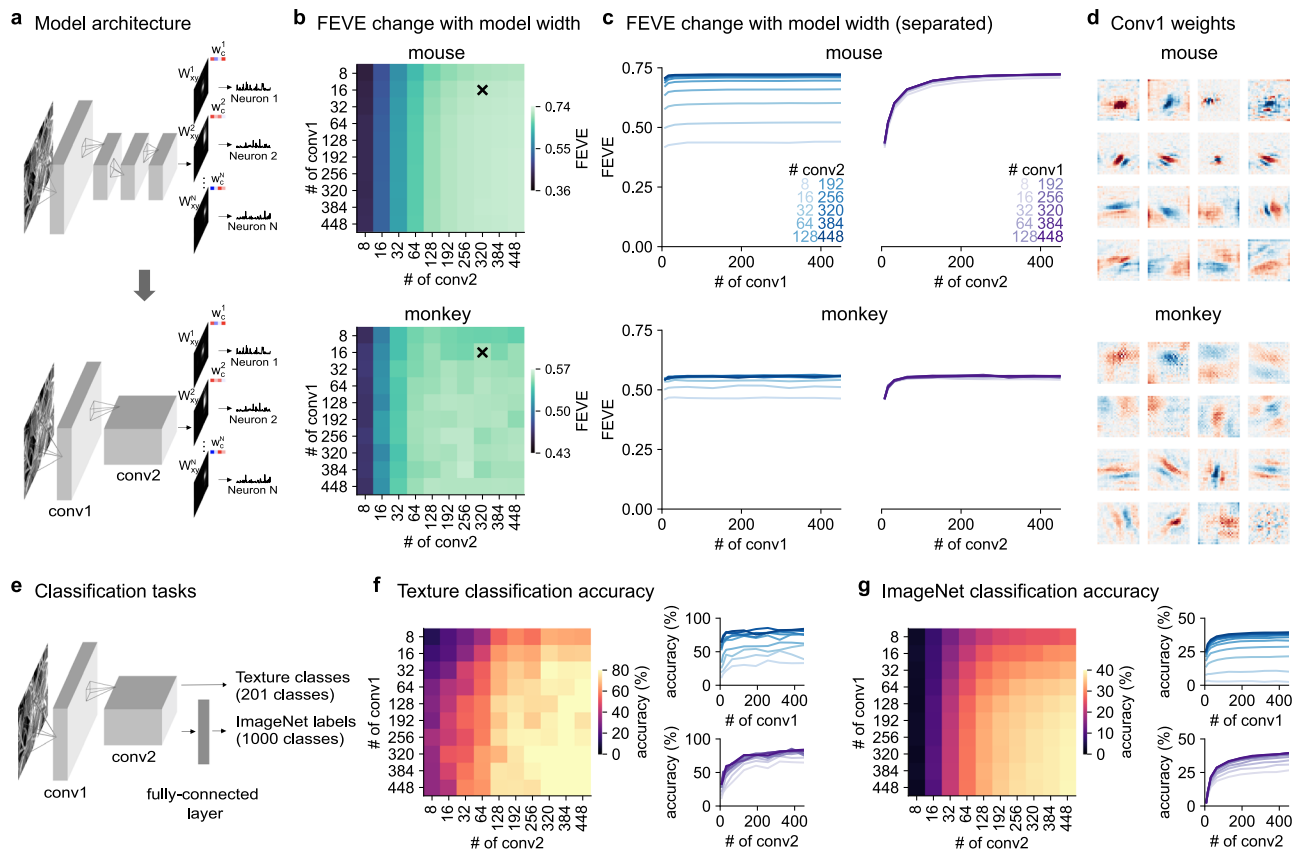 a Model architecture
w_c^1
W_xy^1
Neuron 1
w_c^2
W_xy^2
Neuron 2
⋮
w_c^N
W_xy^N
Neuron N
w_c^1
W_xy^1
Neuron 1
w_c^2
W_xy^2
Neuron 2
⋮
w_c^N
W_xy^N
Neuron N
conv2
conv1
b FEVE change with model width
mouse
# of conv1
8
16
32
64
128
192
256
320
384
448
8 16 32 64 128 192 256 320 384 448
# of conv2
0.74
0.60
0.48
0.36
FEVE
monkey
# of conv1
8
16
32
64
128
192
256
320
384
448
8 16 32 64 128 192 256 320 384 448
# of conv2
0.57
0.50
0.43
FEVE
c FEVE change with model width (separated)
mouse
FEVE
0.75
0.50
0.25
0.00
# conv2
8 192
16 256
32 320
64 384
128 448
0 200 400
# of conv1
# conv1
8 192
16 256
32 320
64 384
128 448
0 200 400
# of conv2
monkey
FEVE
0.75
0.50
0.25
0.00
0 200 400
# of conv1
0 200 400
# of conv2
d Conv1 weights
mouse
monkey
e Classification tasks
Texture classes
(201 classes)
ImageNet labels
(1000 classes)
conv2
conv1
fully-connected
layer
f Texture classification accuracy
# of conv1
8
16
32
64
128
192
256
320
384
448
8 16 32 64 128 192 256 320 384 448
# of conv2
80
60
40
20
0
accuracy (%)
accuracy (%)
100
50
0
0 200 400
# of conv1
accuracy (%)
100
50
0
0 200 400
# of conv2
g ImageNet classification accuracy
# of conv1
8
16
32
64
128
192
256
320
384
448
8 16 32 64 128 192 256 320 384 448
# of conv2
40
30
20
10
0
accuracy (%)
accuracy (%)
50
25
0
0 200 400
# of conv1
accuracy (%)
50
25
0
0 200 400
# of conv2